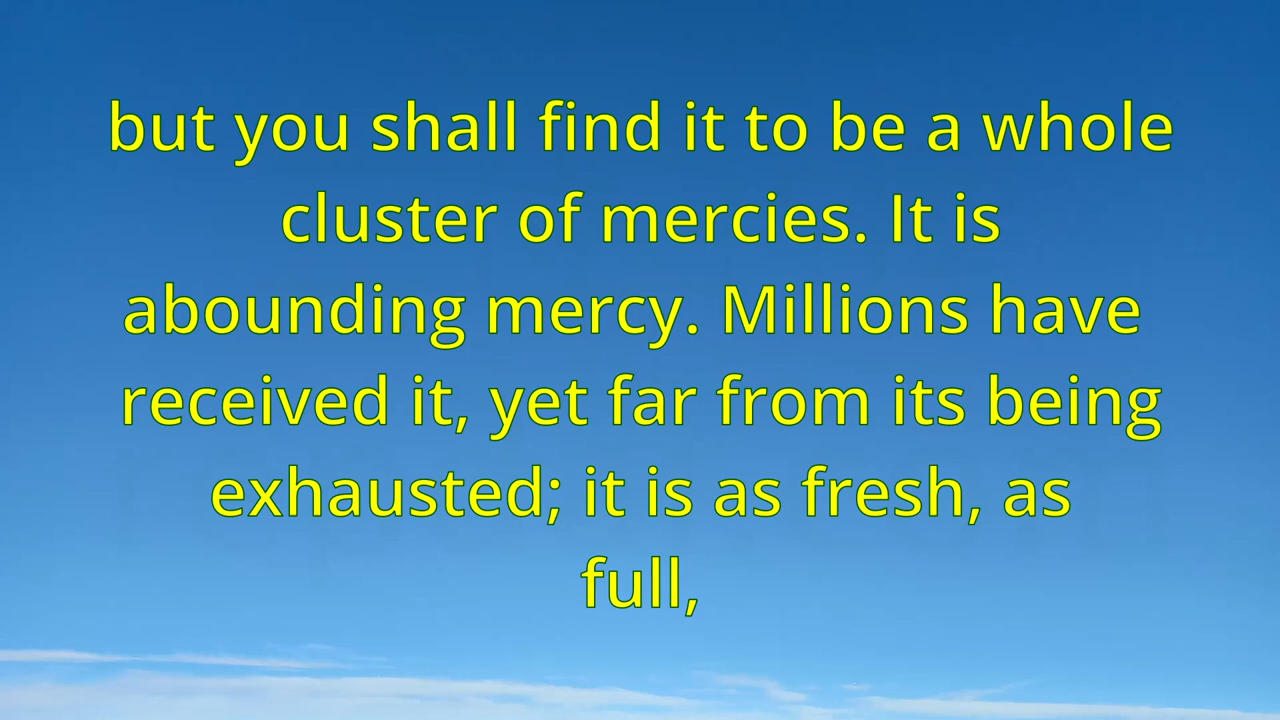 but you shall find it to be a whole
cluster of mercies. It is
abounding mercy. Millions have
received it, yet far from its being
exhausted; it is as fresh, as
full,